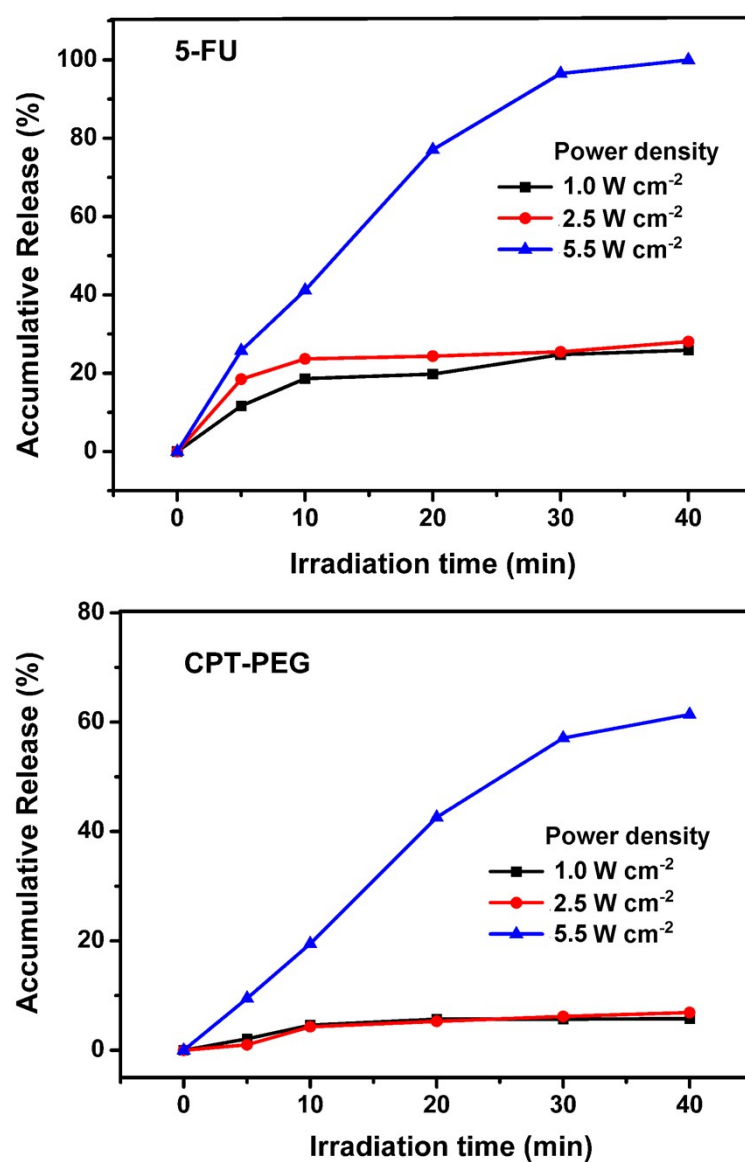 5-FU
Accumulative Release (%)
100
80
60
40
20
0
Power density
1.0 W cm⁻²
2.5 W cm⁻²
5.5 W cm⁻²
0 10 20 30 40
Irradiation time (min)
CPT-PEG
Accumulative Release (%)
80
60
40
20
0
Power density
1.0 W cm⁻²
2.5 W cm⁻²
5.5 W cm⁻²
0 10 20 30 40
Irradiation time (min)